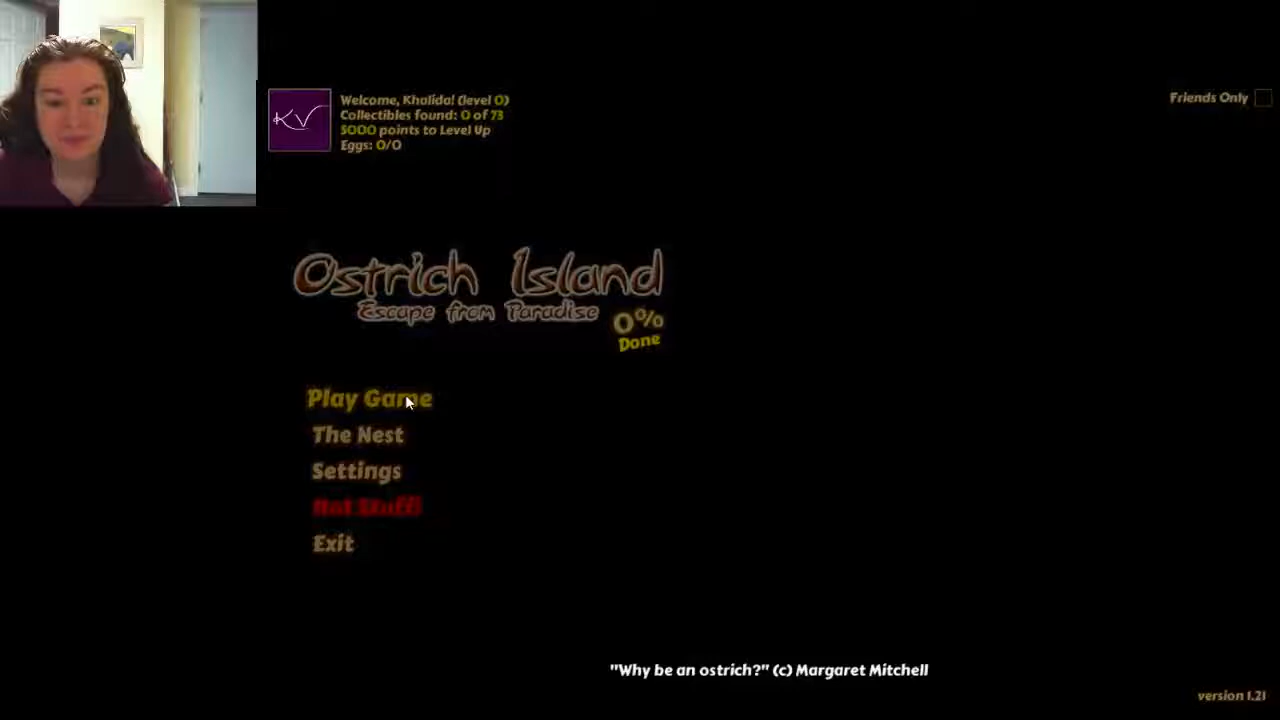 KV
Welcome, Khalida! (level 0)
Collectibles found: 0 of 73
5000 points to Level Up
Eggs: 0/0
Friends Only
Ostrich Island
Escape from Paradise
0%
Done
Play Game
The Nest
Settings
Hot Stuff!
Exit
"Why be an ostrich?" (c) Margaret Mitchell
version 1.21